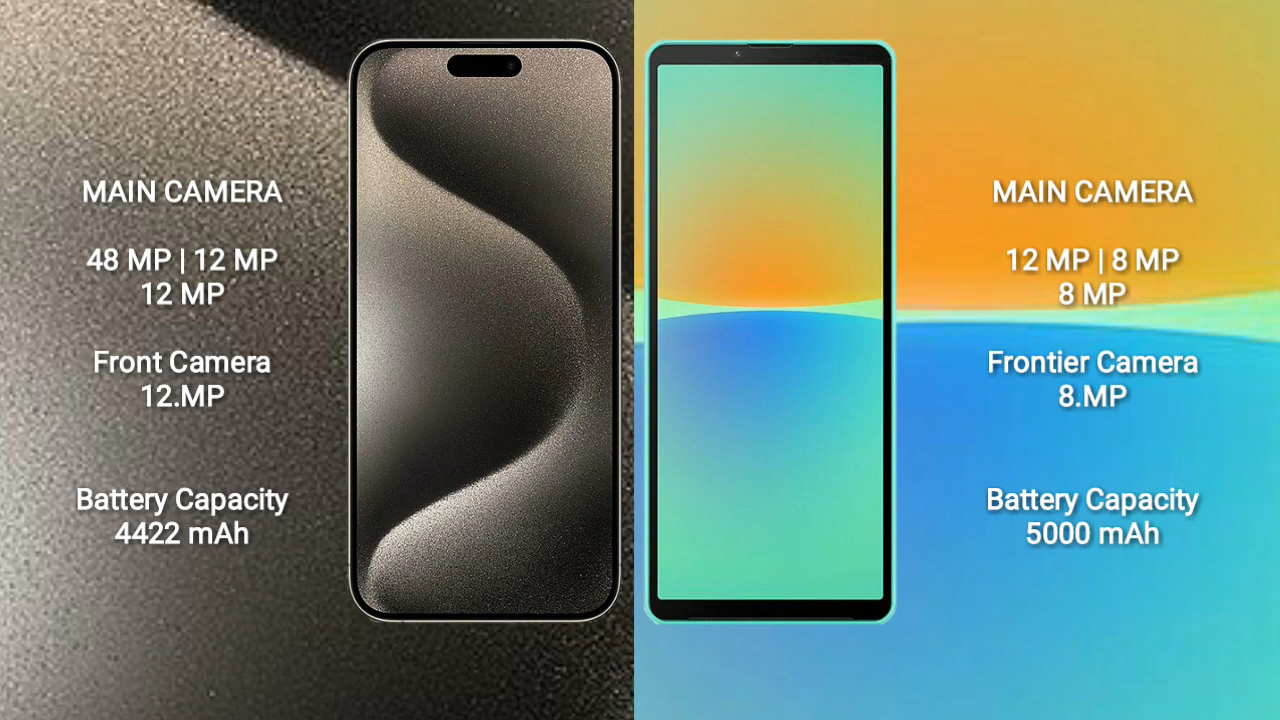 MAIN CAMERA
48 MP | 12 MP
12 MP
Front Camera
12.MP
Battery Capacity
4422 mAh
MAIN CAMERA
12 MP | 8 MP
8 MP
Frontier Camera
8.MP
Battery Capacity
5000 mAh